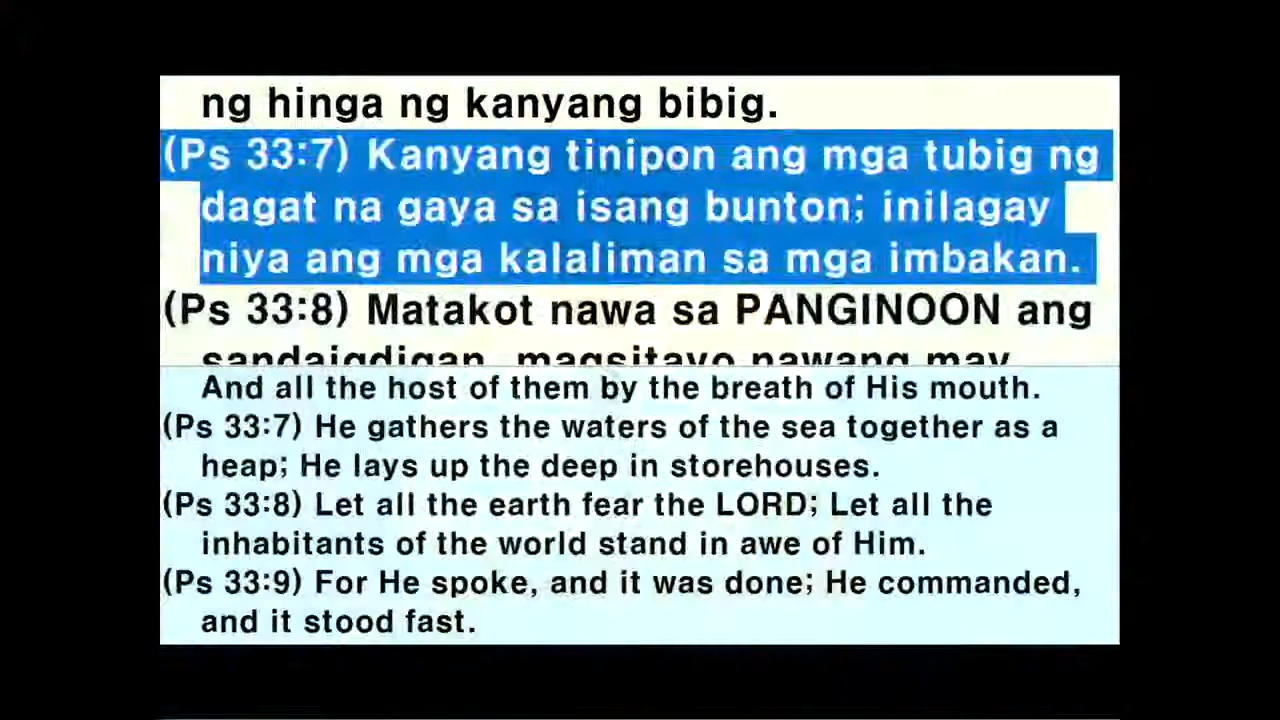 ng hinga ng kanyang bibig.
(Ps 33:7) Kanyang tinipon ang mga tubig ng
dagat na gaya sa isang bunton; inilagay
niya ang mga kalaliman sa mga imbakan.
(Ps 33:8) Matakot nawa sa PANGINOON ang
sandaigdigan, magsitayo nawang may
And all the host of them by the breath of His mouth.
(Ps 33:7) He gathers the waters of the sea together as a
heap; He lays up the deep in storehouses.
(Ps 33:8) Let all the earth fear the LORD; Let all the
inhabitants of the world stand in awe of Him.
(Ps 33:9) For He spoke, and it was done; He commanded,
and it stood fast.